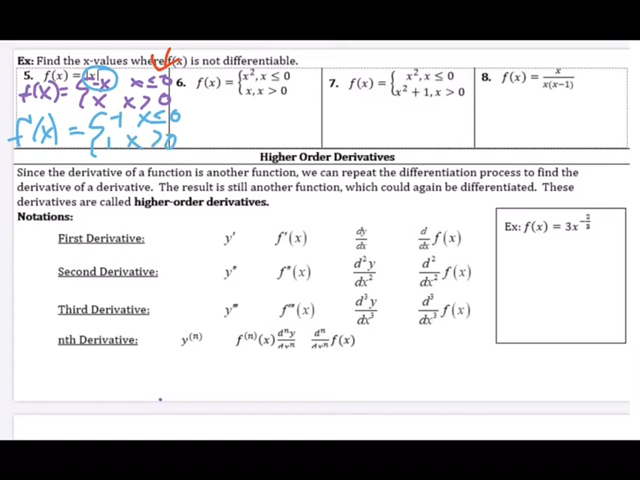 Ex: Find the x-values where f(x) is not differentiable.
5. f(x) = |x|
f(x) = { -x x ≤ 0
x x > 0
f'(x) = { -1 x ≤ 0
1 x > 0
6. f(x) = { x², x ≤ 0
x, x > 0
7. f(x) = { x², x ≤ 0
x² + 1, x > 0
8. f(x) = x/x(x−1)
Higher Order Derivatives
Since the derivative of a function is another function, we can repeat the differentiation process to find the
derivative of a derivative. The result is still another function, which could again be differentiated. These
derivatives are called higher-order derivatives.
Notations:
First Derivative: y′ f′(x) dy/dx d/dx f(x)
Second Derivative: y″ f″(x) d²y/dx² d²/dx² f(x)
Third Derivative: y‴ f‴(x) d³y/dx³ d³/dx³ f(x)
nth Derivative: y⁽ⁿ⁾ f⁽ⁿ⁾(x) dⁿy/dxⁿ dⁿ/dxⁿ f(x)
Ex: f(x) = 3x